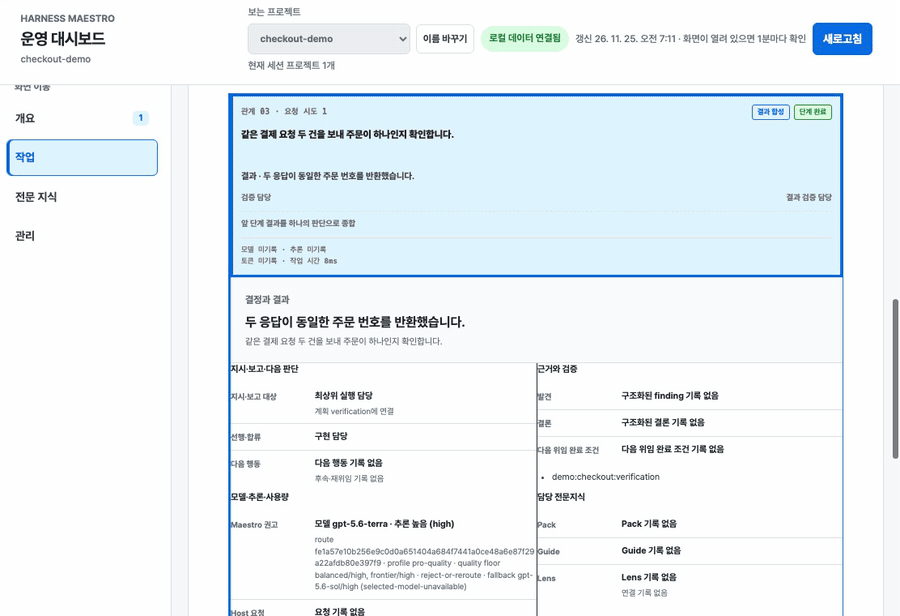 HARNESS MAESTRO
운영 대시보드
checkout-demo
보는 프로젝트
checkout-demo
이름 바꾸기
로컬 데이터 연결됨
갱신 26. 11. 25. 오전 7:11 · 화면이 열려 있으면 1분마다 확인
새로고침
현재 세션 프로젝트 1개
화면 이동
개요 1
작업
전문 지식
관리
관계 03 · 요청 시도 1
결과 합성 단계 완료
같은 결제 요청 두 건을 보내 주문이 하나인지 확인합니다.
결과 · 두 응답이 동일한 주문 번호를 반환했습니다.
검증 담당 결과 검증 담당
앞 단계 결과를 하나의 판단으로 종합
모델 미기록 · 추론 미기록
토큰 미기록 · 작업 시간 8ms
결정과 결과
두 응답이 동일한 주문 번호를 반환했습니다.
같은 결제 요청 두 건을 보내 주문이 하나인지 확인합니다.
지시·보고·다음 판단
지시·보고 대상 최상위 실행 담당
계획 verification에 연결
선행·합류 구현 담당
다음 행동 다음 행동 기록 없음
후속·재위임 기록 없음
근거와 검증
발견 구조화된 finding 기록 없음
결론 구조화된 결론 기록 없음
다음 위임 완료 조건 다음 위임 완료 조건 기록 없음
• demo:checkout:verification
모델·추론·사용량
Maestro 권고 모델 gpt-5.6-terra · 추론 높음 (high)
route
fe1a57e10b256e9c0d0a651404a684f7441a0ce48a6e87f29
a22afdb80e397f9 · profile pro-quality · quality floor
balanced/high, frontier/high · reject-or-reroute · fallback gpt-
5.6-sol/high (selected-model-unavailable)
Host 요청 요청 기록 없음
담당 전문지식
Pack Pack 기록 없음
Guide Guide 기록 없음
Lens Lens 기록 없음
연결 기록 없음